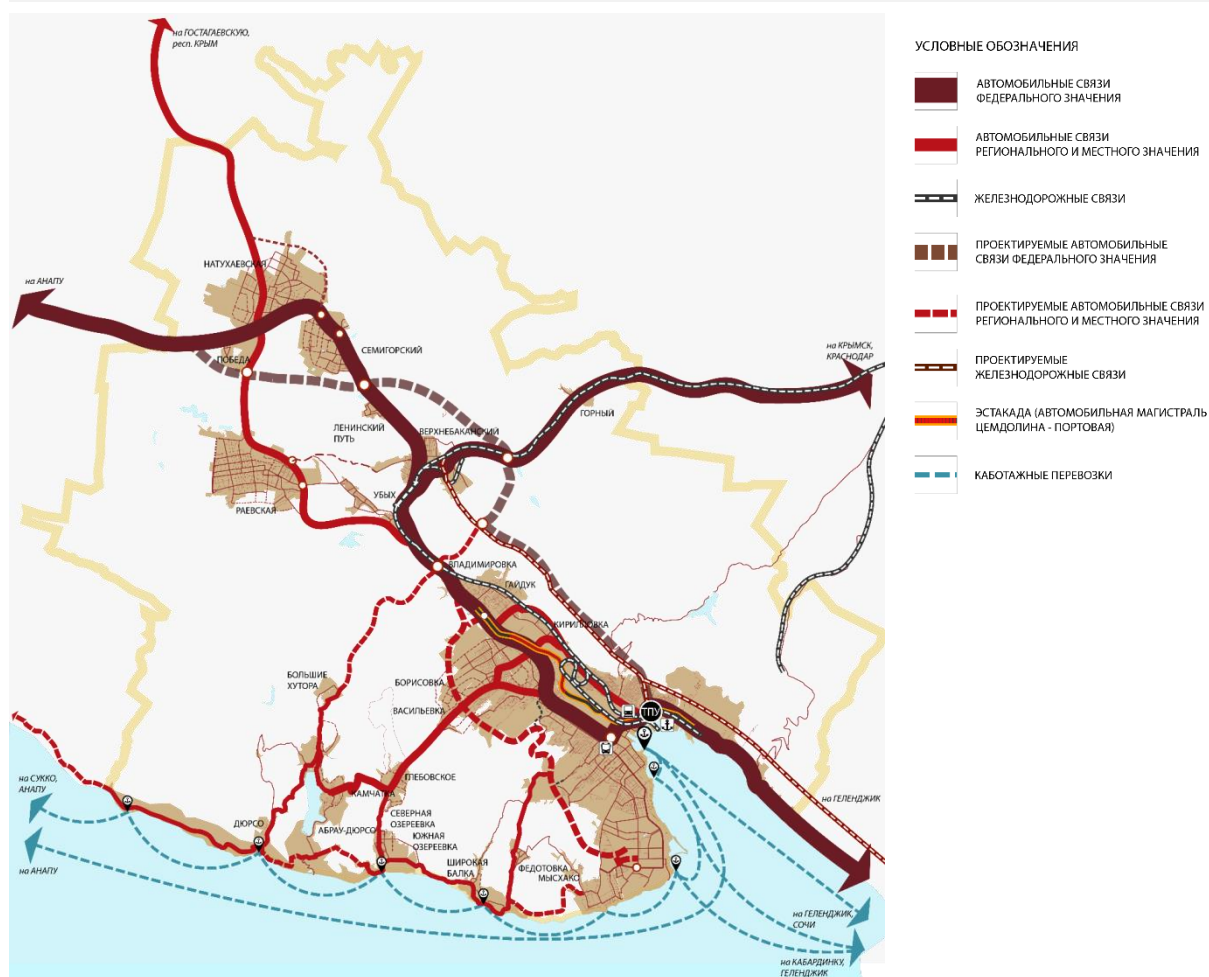 на ГОСТАГАЕВСКУЮ,
респ. КРЫМ
НАТУХАЕВСКАЯ
на АНАПУ
СЕМИГОРСКИЙ
ПОБЕДА
на КРЫМСК,
КРАСНОДАР
ГОРНЫЙ
ЛЕНИНСКИЙ
ПУТЬ
ВЕРХНЕБАКАНСКИЙ
УБЫХ
РАЕВСКАЯ
ВЛАДИМИРОВКА
ГАЙДУК
КИРИЛЛОВКА
БОЛЬШИЕ
ХУТОРА
БОРИСОВКА
ВАСИЛЬЕВКА
ТПУ
ГЛЕБОВСКОЕ
на СУККО,
АНАПУ
КАМЧАТКА
на ГЕЛЕНДЖИК
ДЮРСО
АБРАУ-ДЮРСО
СЕВЕРНАЯ
ОЗЕРЕЕВКА
ЮЖНАЯ
ОЗЕРЕЕВКА
на АНАПУ
ШИРОКАЯ
БАЛКА
ФЕДОТОВКА
МЫСХАКО
на ГЕЛЕНДЖИК,
СОЧИ
на КАБАРДИНКУ,
ГЕЛЕНДЖИК
УСЛОВНЫЕ ОБОЗНАЧЕНИЯ
АВТОМОБИЛЬНЫЕ СВЯЗИ
ФЕДЕРАЛЬНОГО ЗНАЧЕНИЯ
АВТОМОБИЛЬНЫЕ СВЯЗИ
РЕГИОНАЛЬНОГО И МЕСТНОГО ЗНАЧЕНИЯ
ЖЕЛЕЗНОДОРОЖНЫЕ СВЯЗИ
ПРОЕКТИРУЕМЫЕ АВТОМОБИЛЬНЫЕ
СВЯЗИ ФЕДЕРАЛЬНОГО ЗНАЧЕНИЯ
ПРОЕКТИРУЕМЫЕ АВТОМОБИЛЬНЫЕ СВЯЗИ
РЕГИОНАЛЬНОГО И МЕСТНОГО ЗНАЧЕНИЯ
ПРОЕКТИРУЕМЫЕ
ЖЕЛЕЗНОДОРОЖНЫЕ СВЯЗИ
ЭСТАКАДА (АВТОМОБИЛЬНАЯ МАГИСТРАЛЬ
ЦЕМДОЛИНА - ПОРТОВАЯ)
КАБОТАЖНЫЕ ПЕРЕВОЗКИ